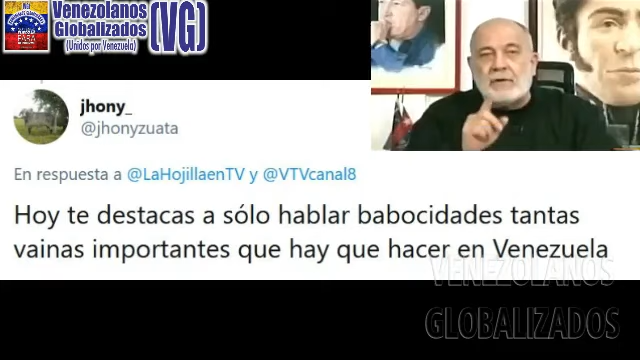 Venezolanos
Globalizados
(Unidos por Venezuela)
(VG)
jhony_
@jhonyzuata
En respuesta a @LaHojillaenTV y @VTVcanal8
Hoy te destacas a sólo hablar babocidades tantas
vainas importantes que hay que hacer en Venezuela
VENEZOLANOS
GLOBALIZADOS